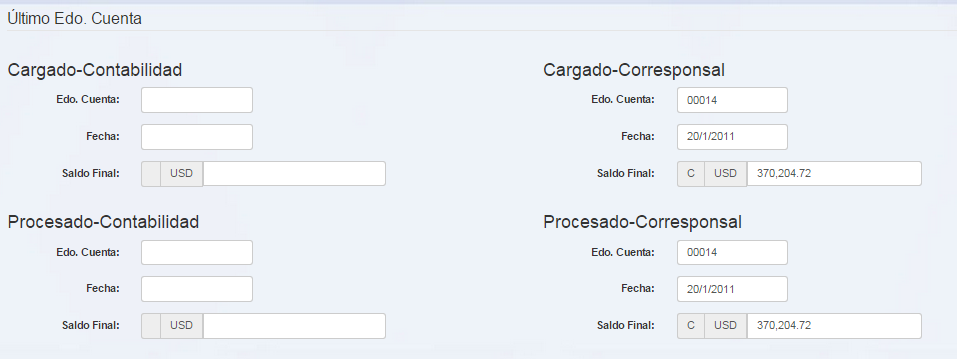 Último Edo. Cuenta
Cargado-Contabilidad
Edo. Cuenta:
Fecha:
Saldo Final: USD
Cargado-Corresponsal
Edo. Cuenta: 00014
Fecha: 20/1/2011
Saldo Final: C USD 370,204.72
Procesado-Contabilidad
Edo. Cuenta:
Fecha:
Saldo Final: USD
Procesado-Corresponsal
Edo. Cuenta: 00014
Fecha: 20/1/2011
Saldo Final: C USD 370,204.72